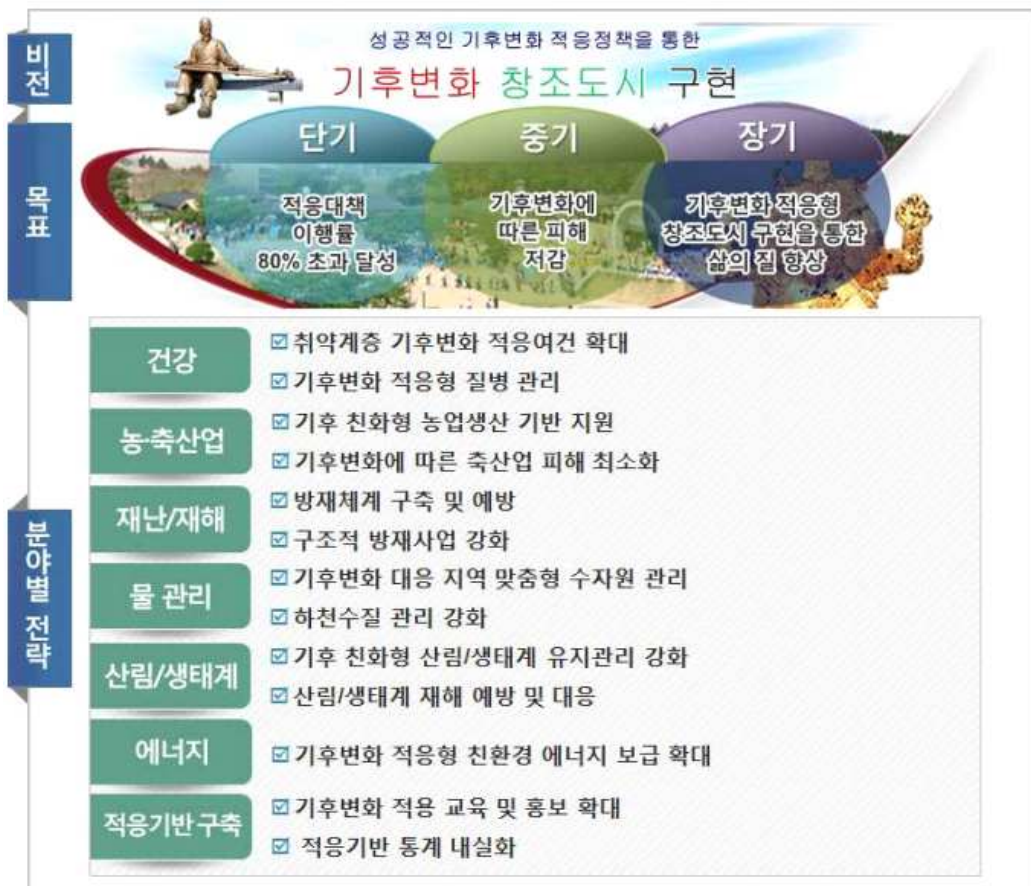 비전
성공적인 기후변화 적응정책을 통한
기후변화 창조도시 구현
목표
단기
적응대책
이행률
80% 초과 달성
중기
기후변화에
따른 피해
저감
장기
기후변화 적응형
창조도시 구현을 통한
삶의 질 향상
분야별 전략
건강
☑ 취약계층 기후변화 적응여건 확대
☑ 기후변화 적응형 질병 관리
농·축산업
☑ 기후 친화형 농업생산 기반 지원
☑ 기후변화에 따른 축산업 피해 최소화
재난/재해
☑ 방재체계 구축 및 예방
☑ 구조적 방재사업 강화
물 관리
☑ 기후변화 대응 지역 맞춤형 수자원 관리
☑ 하천수질 관리 강화
산림/생태계
☑ 기후 친화형 산림/생태계 유지관리 강화
☑ 산림/생태계 재해 예방 및 대응
에너지
☑ 기후변화 적응형 친환경 에너지 보급 확대
적응기반 구축
☑ 기후변화 적용 교육 및 홍보 확대
☑ 적응기반 통계 내실화